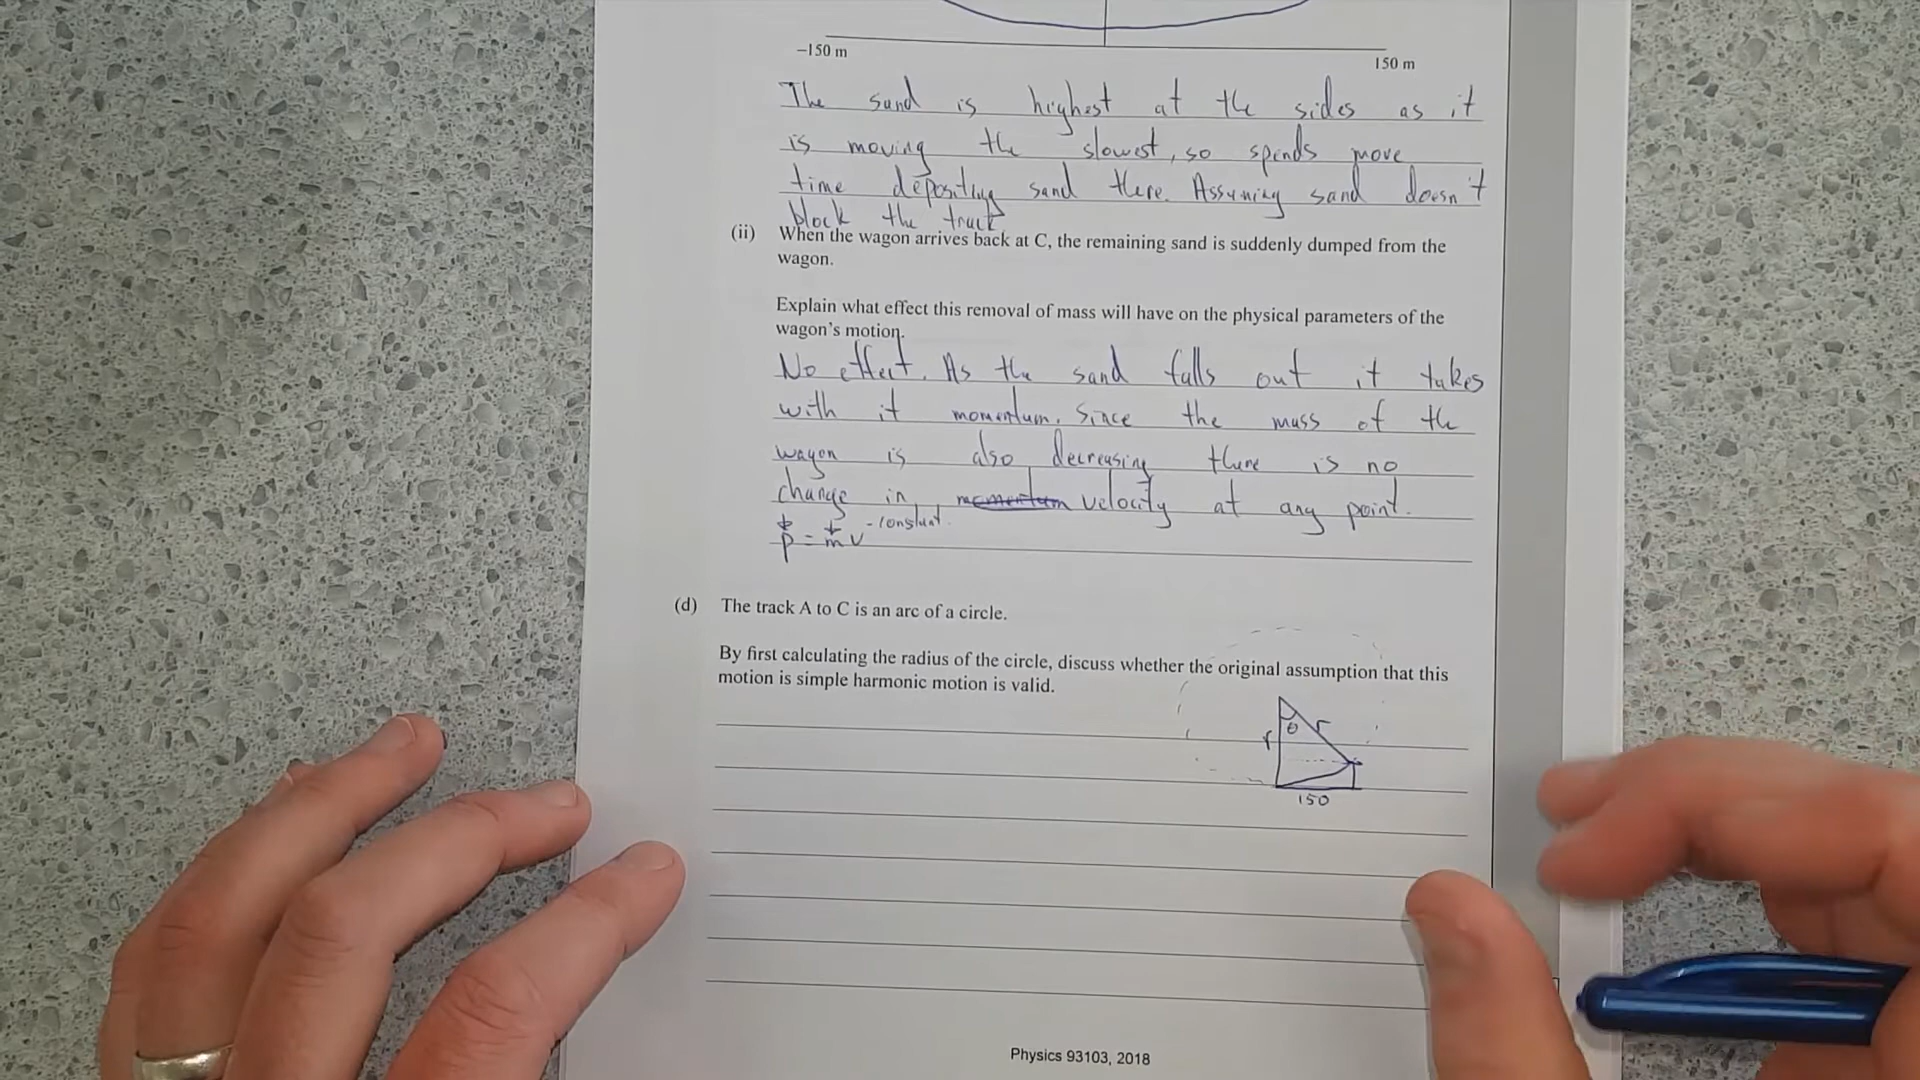 -150 m
150 m
The sand is highest at the sides as it
is moving the slowest, so spends more
time depositing sand there. Assuming sand doesn't
block the track
(ii) When the wagon arrives back at C, the remaining sand is suddenly dumped from the
wagon.
Explain what effect this removal of mass will have on the physical parameters of the
wagon's motion.
No effect. As the sand falls out it takes
with it momentum. Since the mass of the
wagon is also decreasing there is no
change in momentum velocity at any point.
p = m v - constant.
(d) The track A to C is an arc of a circle.
By first calculating the radius of the circle, discuss whether the original assumption that this
motion is simple harmonic motion is valid.
r θ r
150
Physics 93103, 2018